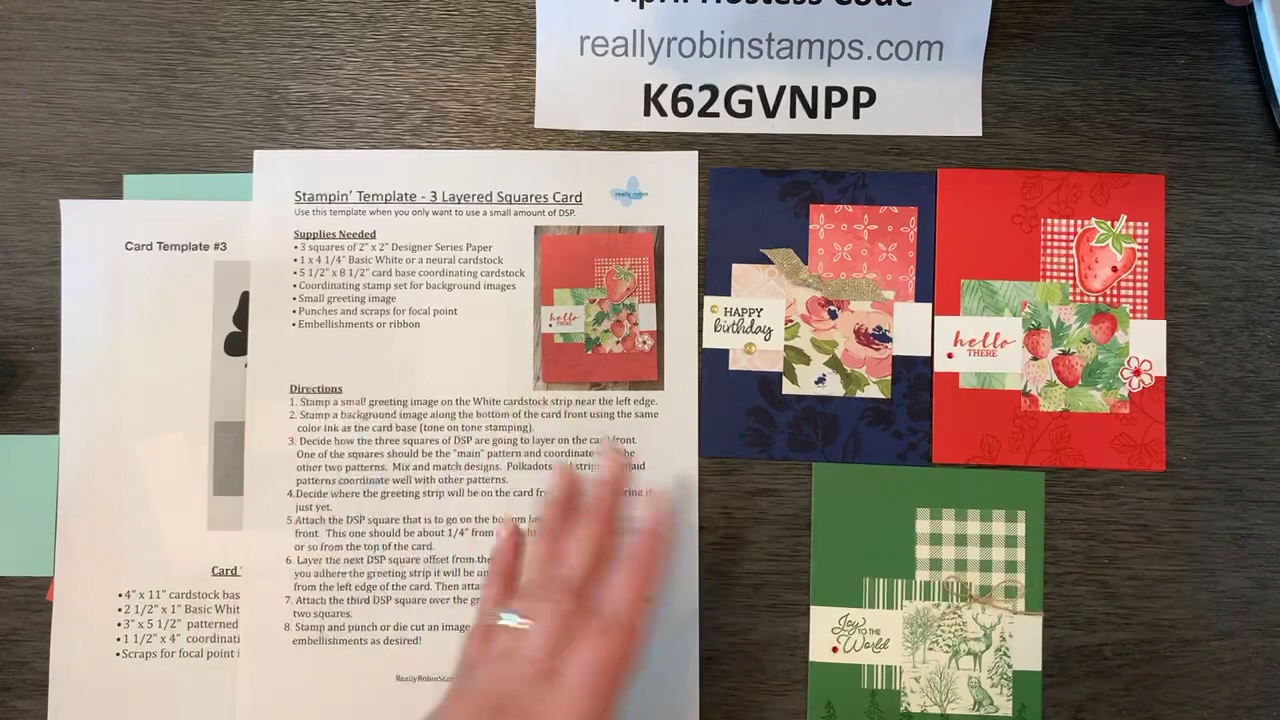 April Hostess Code
reallyrobinstamps.com
K62GVNPP
Stampin' Template - 3 Layered Squares Card
really robin
Use this template when you only want to use a small amount of DSP.
Supplies Needed
• 3 squares of 2" x 2" Designer Series Paper
• 1 x 4 1/4" Basic White or a neural cardstock
• 5 1/2" x 8 1/2" card base coordinating cardstock
• Coordinating stamp set for background images
• Small greeting image
• Punches and scraps for focal point
• Embellishments or ribbon
hello
THERE
Directions
1. Stamp a small greeting image on the White cardstock strip near the left edge.
2. Stamp a background image along the bottom of the card front using the same
color ink as the card base (tone on tone stamping).
3. Decide how the three squares of DSP are going to layer on the card front.
One of the squares should be the "main" pattern and coordinate
other two patterns. Mix and match designs. Polkadots
patterns coordinate well with other patterns.
4. Decide where the greeting strip will be on the card
just yet.
5. Attach the DSP square that is to go on the bottom
front. This one should be about 1/4" from
or so from the top of the card.
6. Layer the next DSP square offset from the
you adhere the greeting strip it will be
from the left edge of the card. Then
7. Attach the third DSP square over the
two squares.
8. Stamp and punch or die cut an image
embellishments as desired!
Card Template #3
Card
• 4" x 11" cardstock
• 2 1/2" x 1" Basic
• 3" x 5 1/2" patterned
• 1 1/2" x 4"
• Scraps for focal
HAPPY
birthday
hello
THERE
Joy TO THE
World